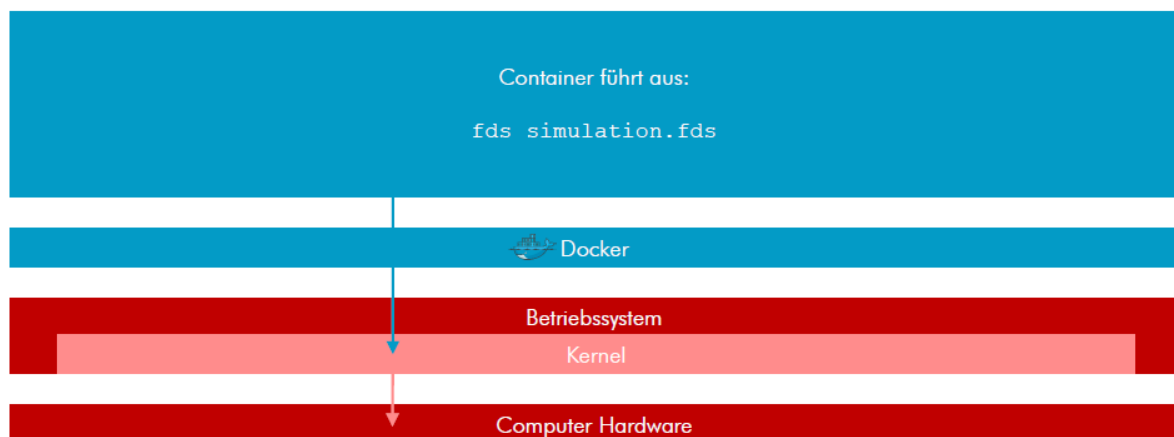 Container führt aus:
fds simulation.fds
Docker
Betriebssystem
Kernel
Computer Hardware